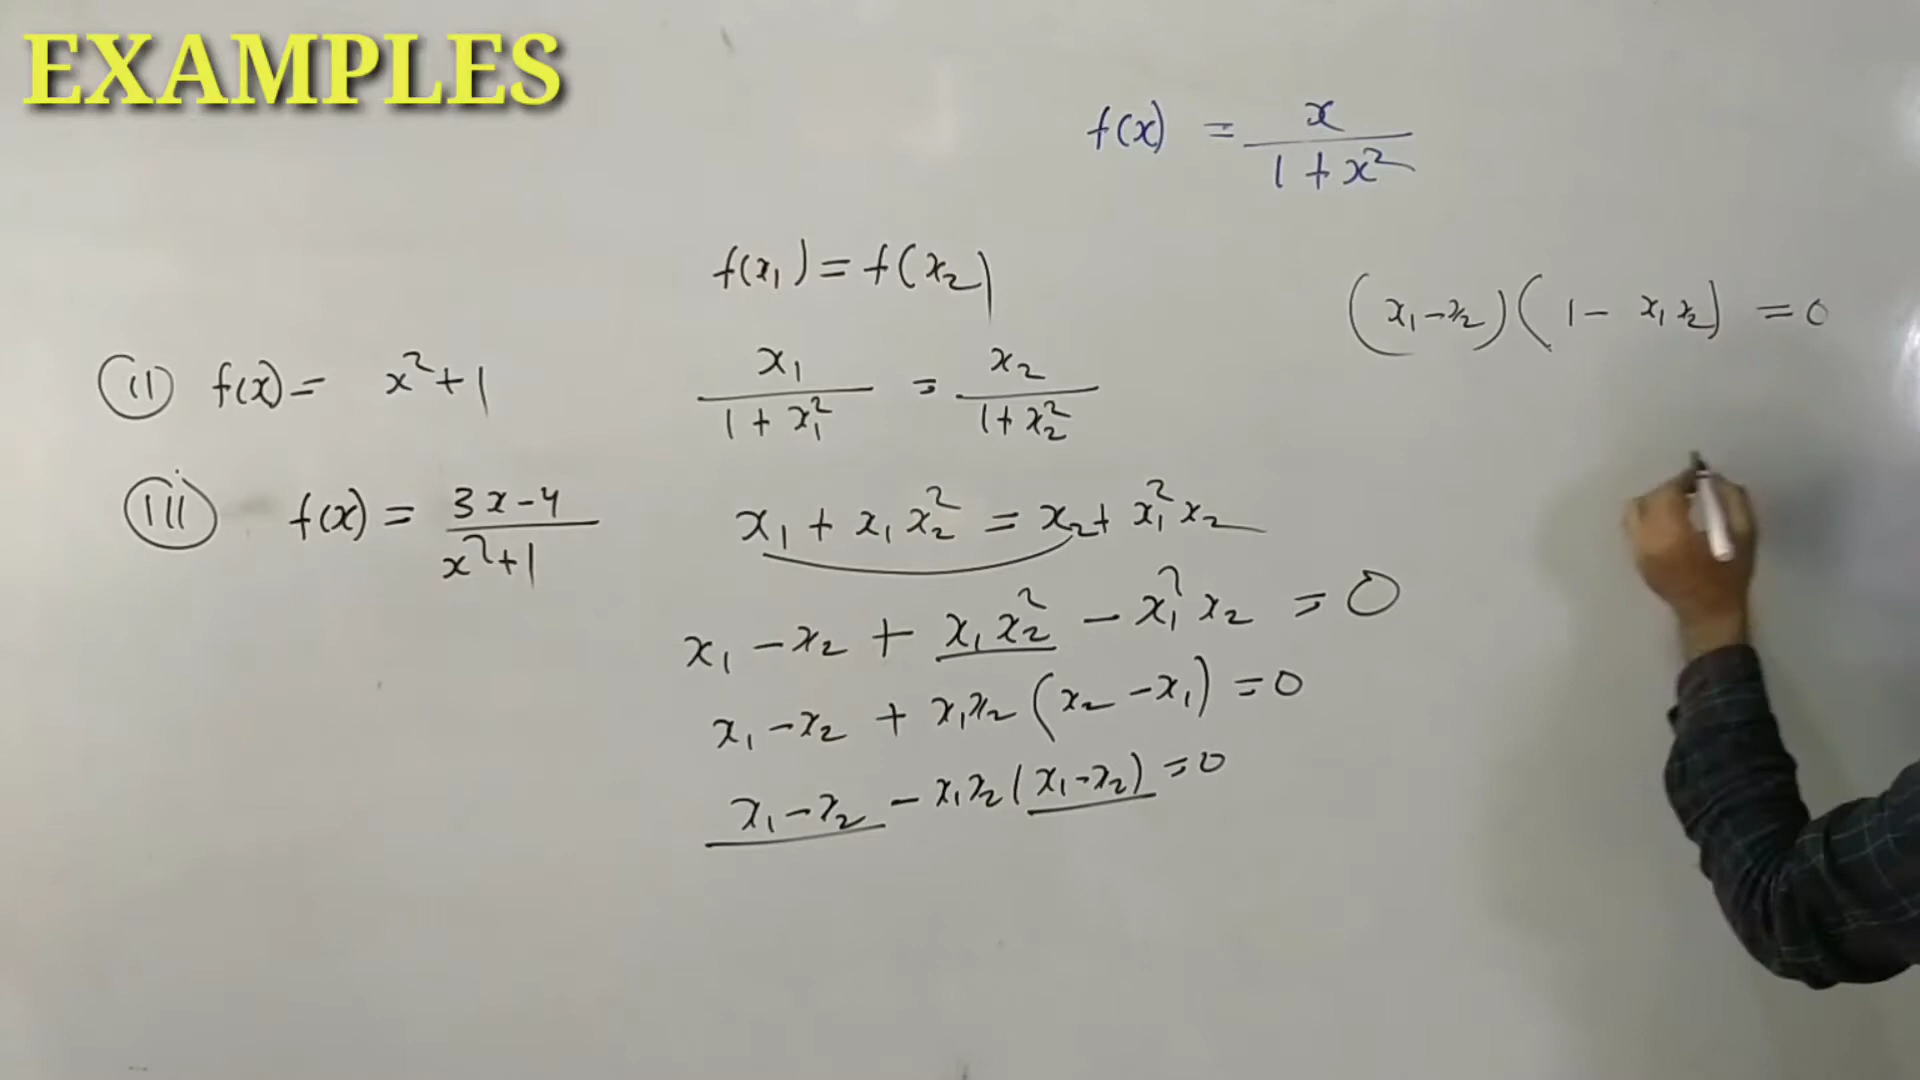 EXAMPLES
f(x) = x / 1 + x²
f(x₁) = f(x₂)
(x₁ - x₂)(1 - x₁x₂) = 0
(ii) f(x) = x² + 1
x₁ / 1 + x₁² = x₂ / 1 + x₂²
(iii) f(x) = 3x - 4 / x² + 1
x₁ + x₁x₂² = x₂ + x₁²x₂
x₁ - x₂ + x₁x₂² - x₁²x₂ = 0
x₁ - x₂ + x₁x₂(x₂ - x₁) = 0
x₁ - x₂ - x₁x₂(x₁ - x₂) = 0